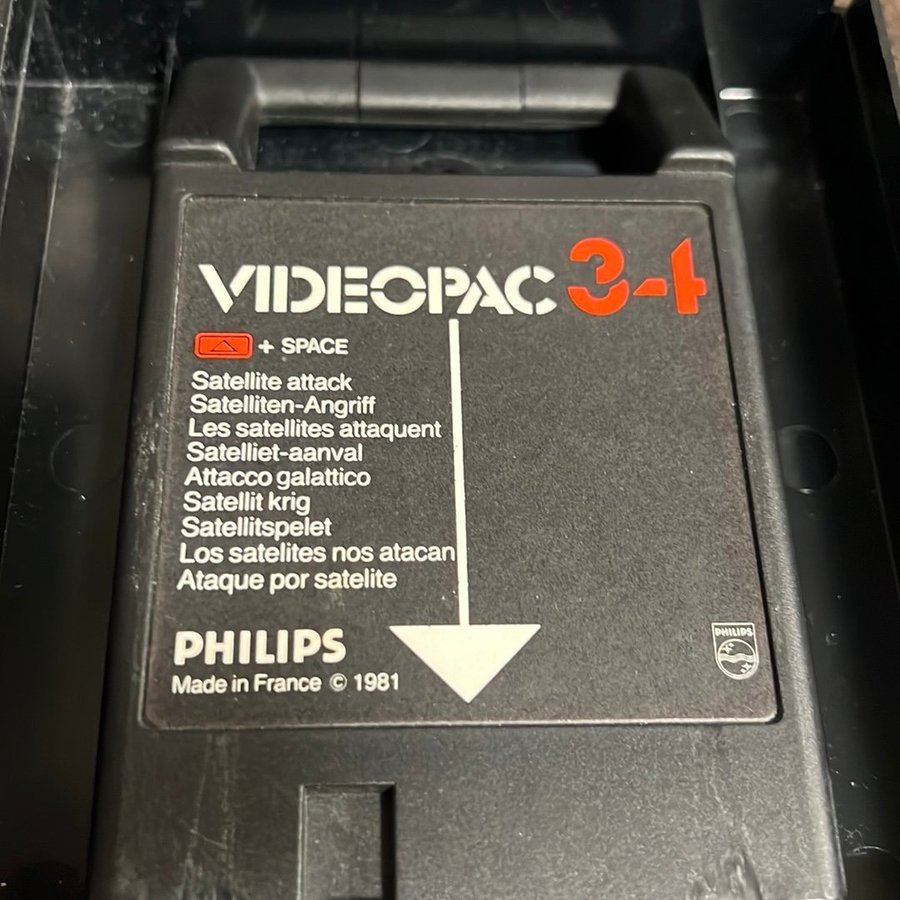 VIDEOPAC 34
+ SPACE
Satellite attack
Satelliten-Angriff
Les satellites attaquent
Satelliet-aanval
Attacco galattico
Satellit krig
Satellitspelet
Los satelites nos atacan
Ataque por satelite
PHILIPS
Made in France © 1981
PHILIPS